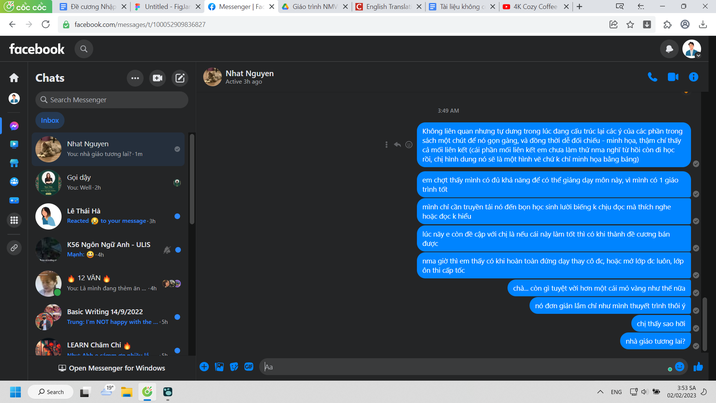 cốc cốc
Đề cương Nhập
Untitled - FigJam
Messenger | Fac
Giáo trình NMV
English Translat
Tài liệu không c
4K Cozy Coffee
facebook.com/messages/t/100052909836827
facebook
Chats
Search Messenger
Inbox
Nhat Nguyen
You: nhà giáo tương lai? · 1m
Gọi dậy
You: Well · 2h
Lê Thái Hà
Reacted 😢 to your message · 3h
K56 Ngôn Ngữ Anh - ULIS
Mạnh: 😀 · 4h
🔥 12 VĂN 🔥
You: Là mình đang thèm ăn ... · 4h
Basic Writing 14/9/2022
Trung: I'm NOT happy with the ... · 5h
LEARN Chăm Chỉ 🔥
Open Messenger for Windows
Nhat Nguyen
Active 3h ago
3:49 AM
Không liên quan nhưng tự dưng trong lúc đang cấu trúc lại các ý của các phần trong
sách một chút để nó gọn gàng, và đồng thời dễ đối chiếu - minh họa, thậm chí thấy
cả mối liên kết (cái phần mối liên kết em chưa làm thử nma nghĩ từ hồi còn đi học
rồi, chị hình dung nó sẽ là một hình vẽ chứ k chỉ minh họa bằng bảng)
em chợt thấy mình có đủ khả năng để có thể giảng dạy môn này, vì mình có 1 giáo
trình tốt
mình chỉ cần truyền tải nó đến bọn học sinh lười biếng k chịu đọc mà thích nghe
hoặc đọc k hiểu
lúc này e còn đề cập với chị là nếu cái này làm tốt thì có khi thành đề cương bán
được
nma giờ thì em thấy có khi hoàn toàn đứng dạy thay cô đc, hoặc mở lớp đc luôn, lớp
ôn thi cấp tốc
chà... còn gì tuyệt vời hơn một cái mỏ vàng như thế nữa
nó đơn giản lắm chỉ như mình thuyết trình thôi ý
chị thấy sao hỡi
nhà giáo tương lai?
Aa
Search
19°
ENG
3:53 SA
02/02/2023